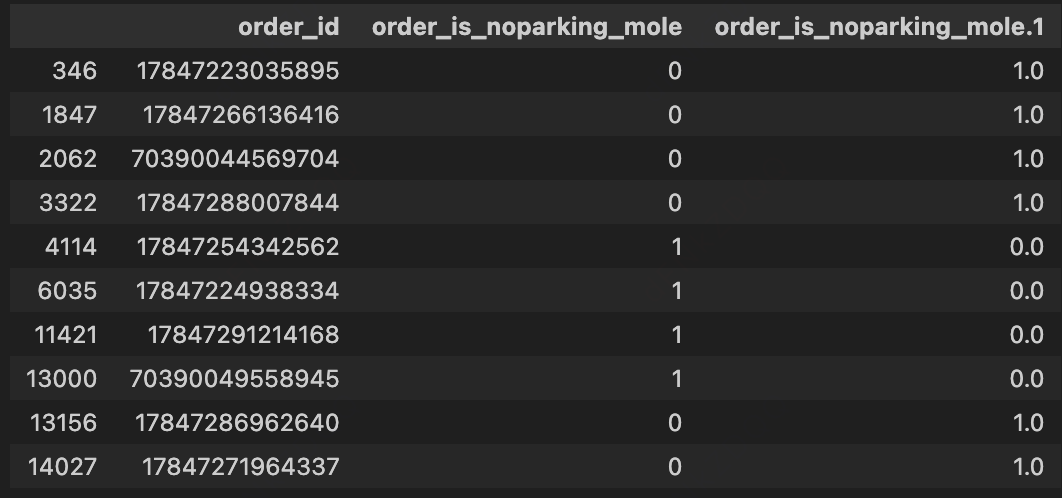 order_id order_is_noparking_mole order_is_noparking_mole.1
346 17847223035895 0 1.0
1847 17847266136416 0 1.0
2062 70390044569704 0 1.0
3322 17847288007844 0 1.0
4114 17847254342562 1 0.0
6035 17847224938334 1 0.0
11421 17847291214168 1 0.0
13000 70390049558945 1 0.0
13156 17847286962640 0 1.0
14027 17847271964337 0 1.0